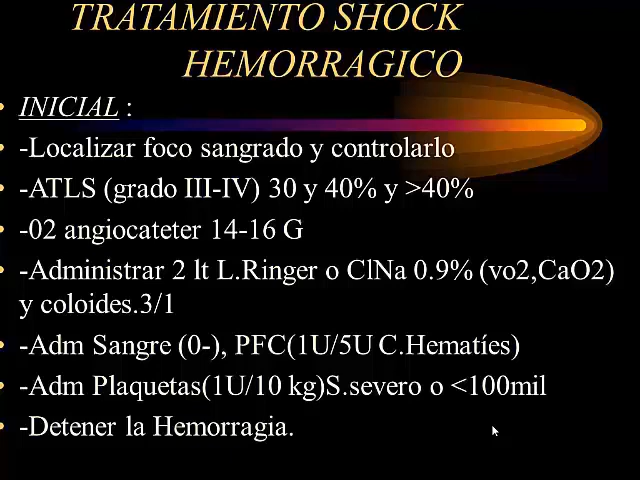 TRATAMIENTO SHOCK
HEMORRAGICO
• INICIAL :
• -Localizar foco sangrado y controlarlo
• -ATLS (grado III-IV) 30 y 40% y >40%
• -02 angiocateter 14-16 G
• -Administrar 2 lt L.Ringer o ClNa 0.9% (vo2,CaO2)
y coloides.3/1
• -Adm Sangre (0-), PFC(1U/5U C.Hematíes)
• -Adm Plaquetas(1U/10 kg)S.severo o <100mil
• -Detener la Hemorragia.